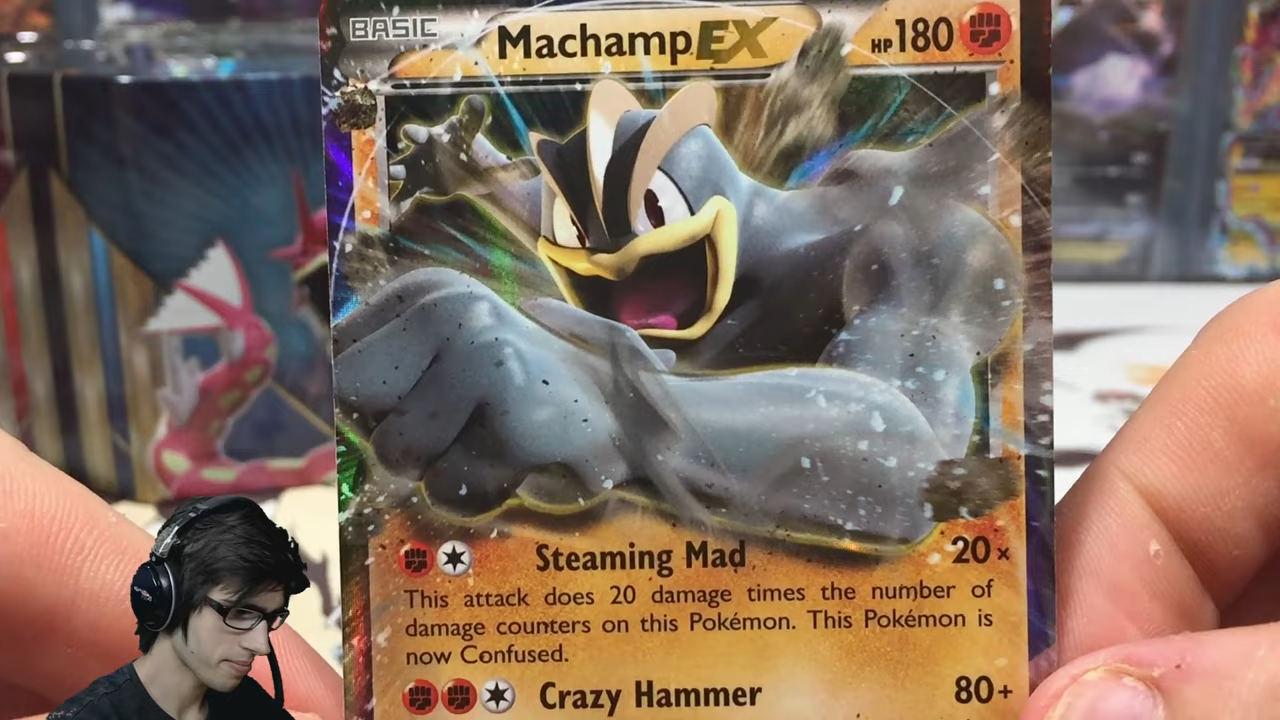 BASIC
Machamp EX
HP 180
Steaming Mad 20×
This attack does 20 damage times the number of
damage counters on this Pokémon. This Pokémon is
now Confused.
Crazy Hammer 80+